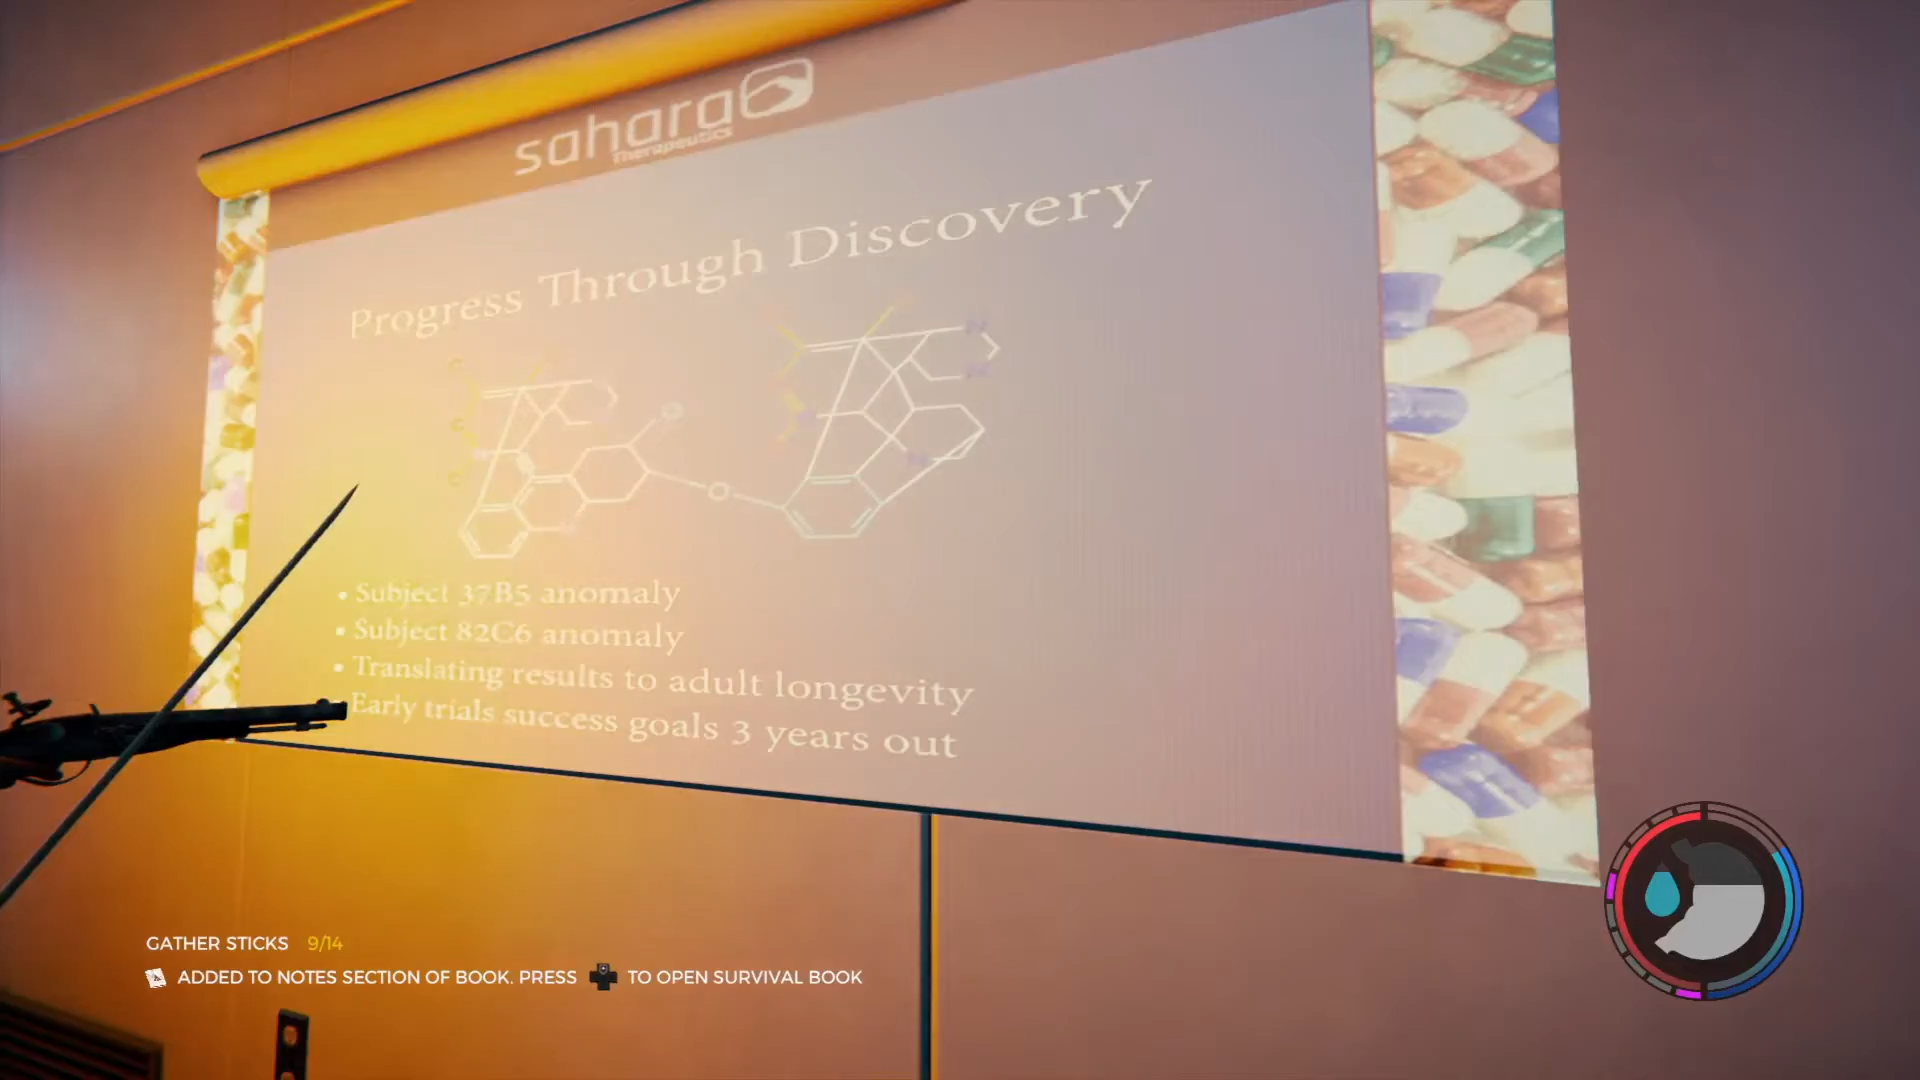 sahara
Therapeutics
Progress Through Discovery
• Subject 37B5 anomaly
• Subject 82C6 anomaly
• Translating results to adult longevity
Early trials success goals 3 years out
GATHER STICKS 9/14
ADDED TO NOTES SECTION OF BOOK. PRESS TO OPEN SURVIVAL BOOK